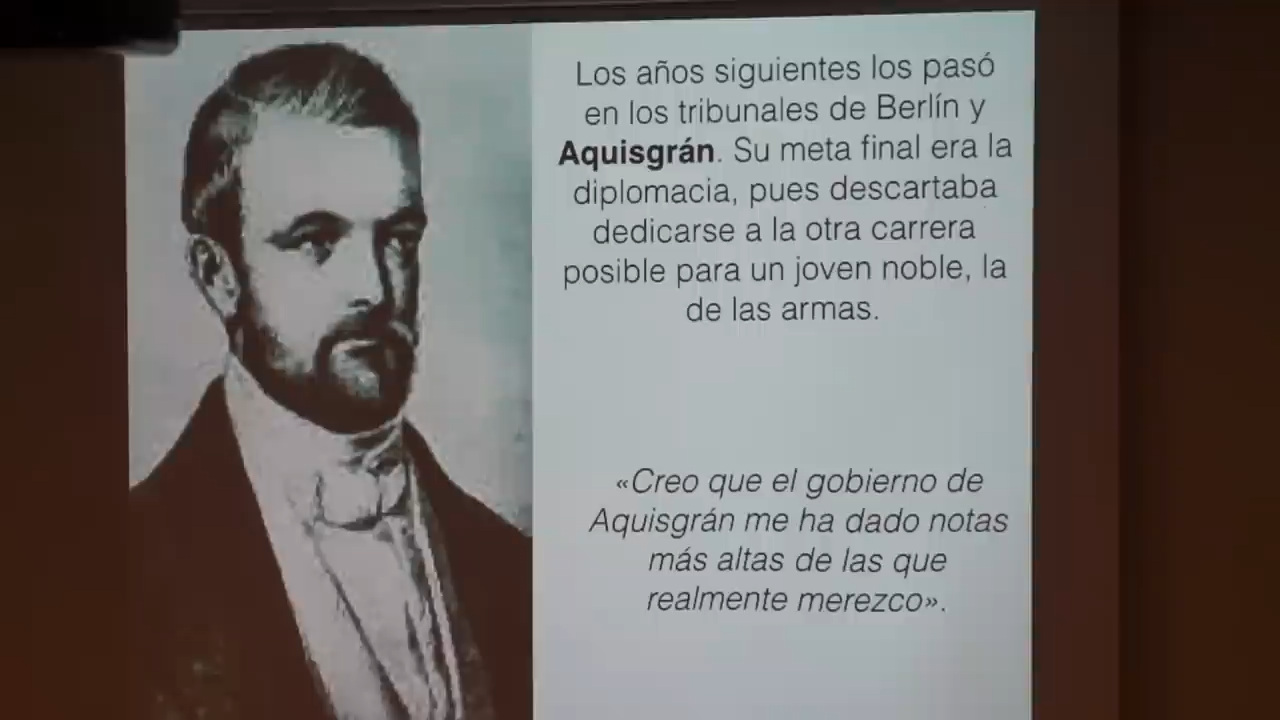 Los años siguientes los pasó
en los tribunales de Berlín y
Aquisgrán. Su meta final era la
diplomacia, pues descartaba
dedicarse a la otra carrera
posible para un joven noble, la
de las armas.
«Creo que el gobierno de
Aquisgrán me ha dado notas
más altas de las que
realmente merezco».